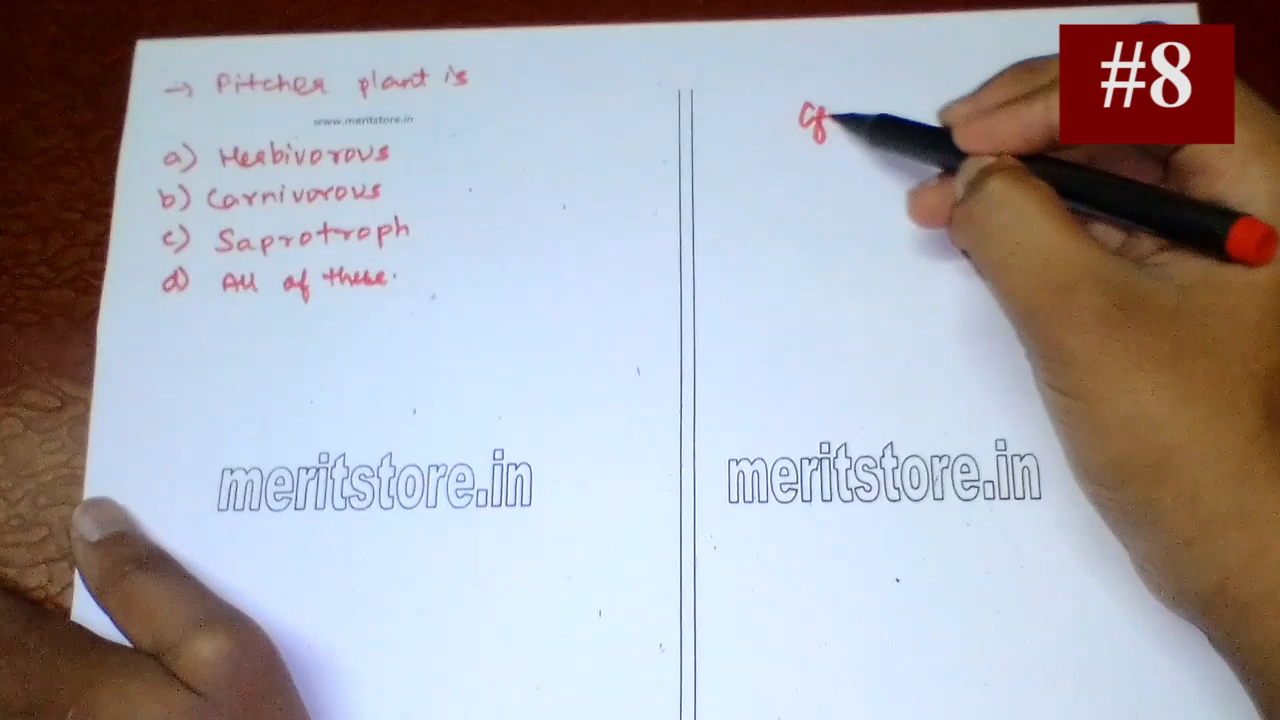 #8
→ Pitcher plant is
www.meritstore.in
a) Herbivorous
b) Carnivorous
c) Saprotroph
d) All of these.
meritstore.in
meritstore.in